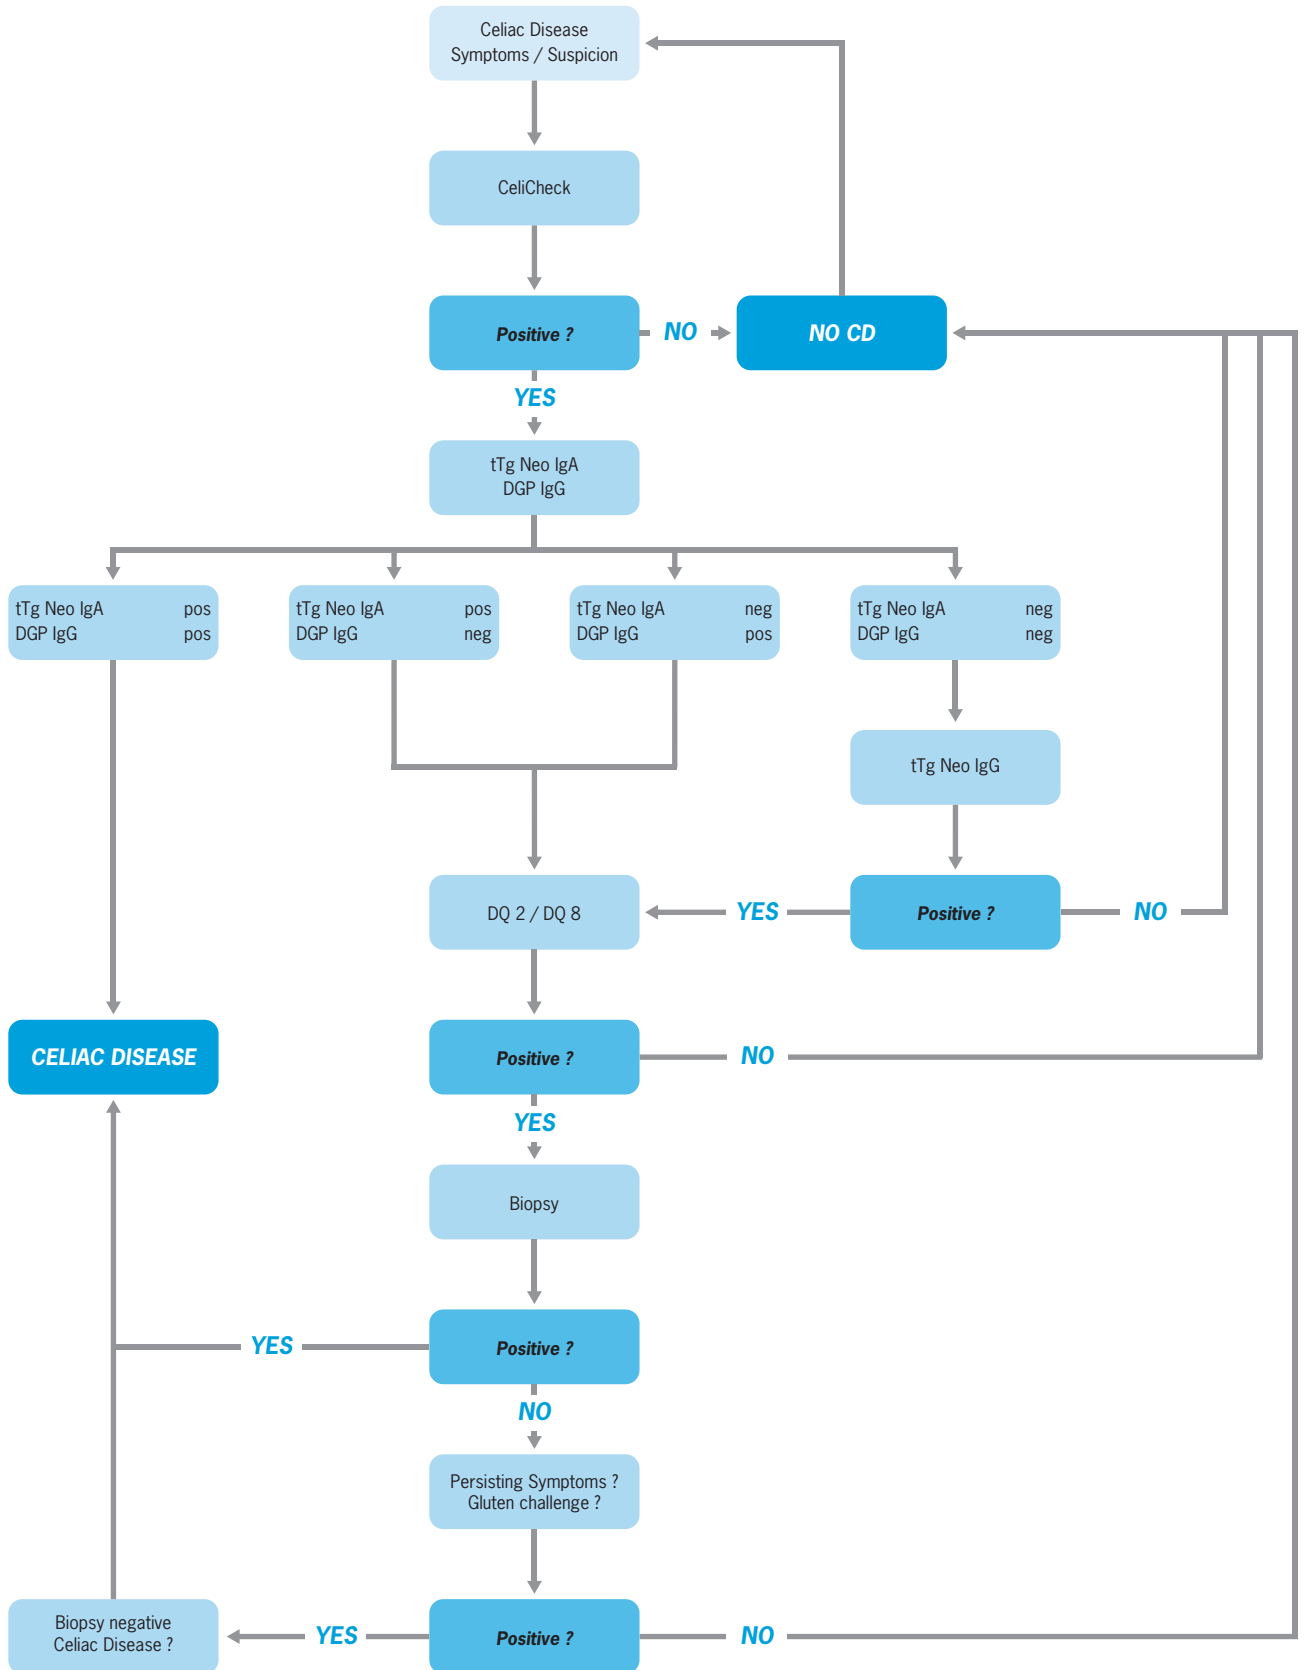 Celiac Disease
Symptoms / Suspicion
CeliCheck
Positive ?
NO
NO CD
YES
tTg Neo IgA
DGP IgG
tTg Neo IgA pos
DGP IgG pos
tTg Neo IgA pos
DGP IgG neg
tTg Neo IgA neg
DGP IgG pos
tTg Neo IgA neg
DGP IgG neg
tTg Neo IgG
DQ 2 / DQ 8
YES
Positive ?
NO
CELIAC DISEASE
Positive ?
NO
YES
Biopsy
YES
Positive ?
NO
Persisting Symptoms ?
Gluten challenge ?
Biopsy negative
Celiac Disease ?
YES
Positive ?
NO